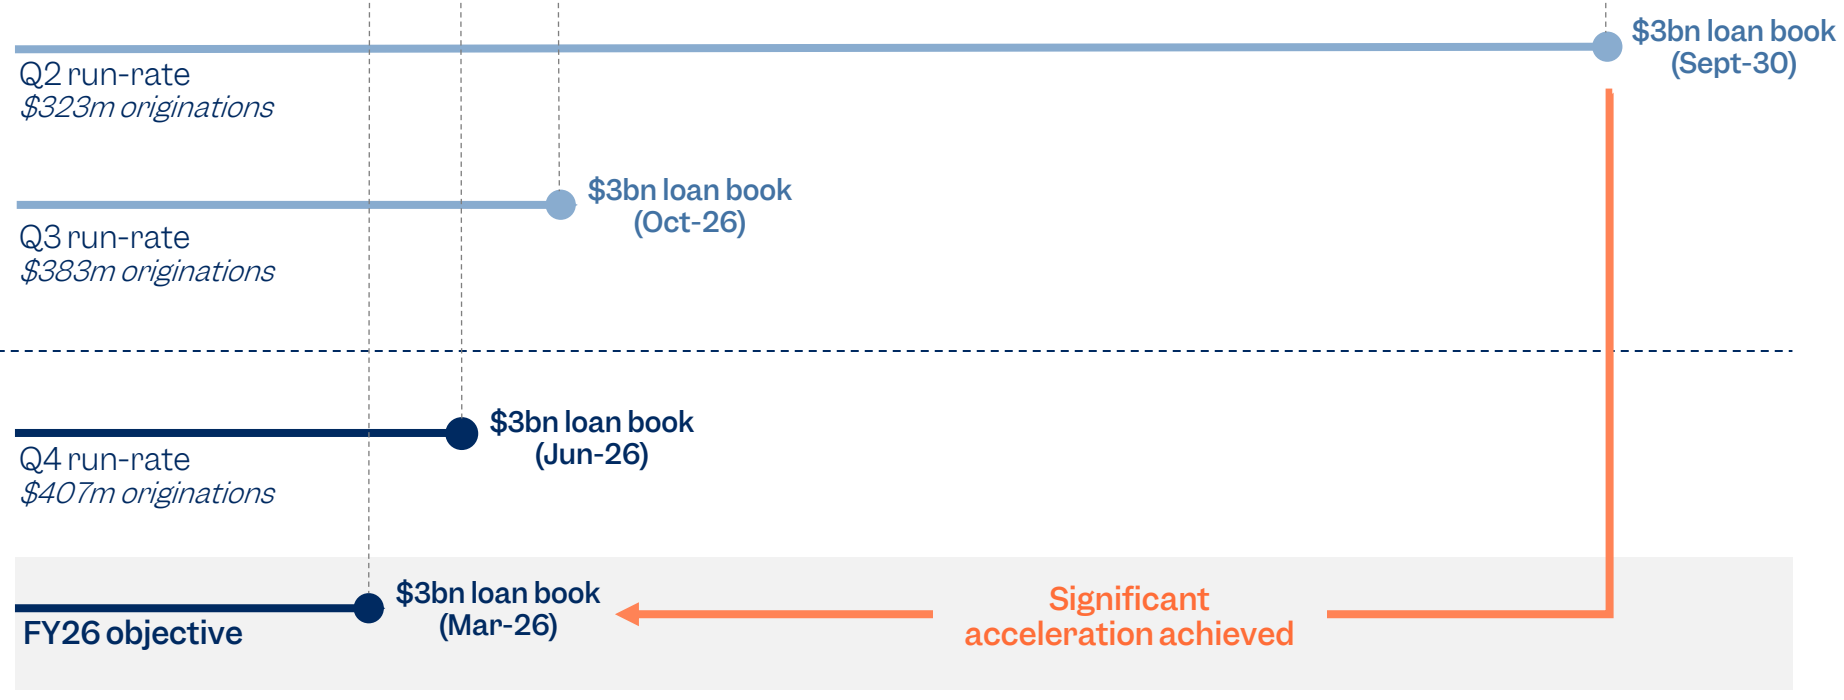 $3bn loan book
(Sept-30)
Q2 run-rate
$323m originations
$3bn loan book
(Oct-26)
Q3 run-rate
$383m originations
$3bn loan book
(Jun-26)
Q4 run-rate
$407m originations
$3bn loan book
(Mar-26)
FY26 objective
Significant
acceleration achieved